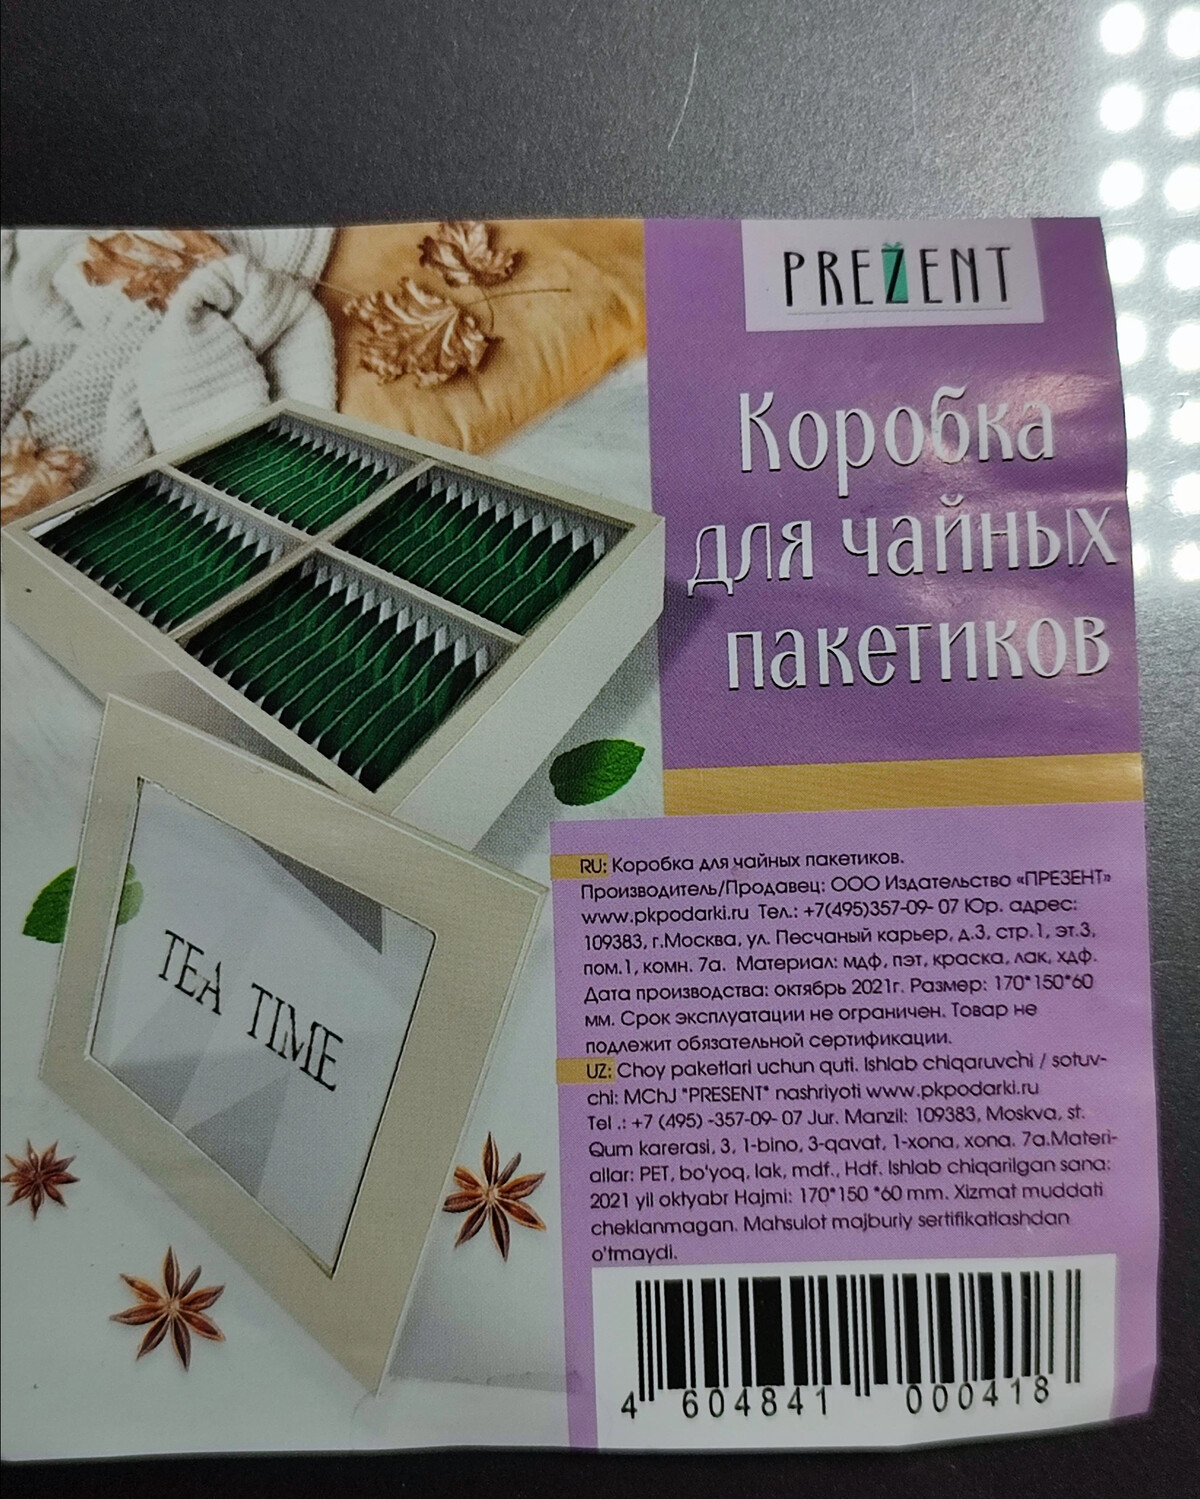 PREŽENT
Коробка
для чайных
пакетиков
TEA TIME
RU: Коробка для чайных пакетиков.
Производитель/Продавец: ООО Издательство «ПРЕЗЕНТ»
www.pkpodarki.ru Тел.: +7(495)357-09- 07 Юр. адрес:
109383, г.Москва, ул. Песчаный карьер, д.3, стр.1, эт.3,
пом.1, комн. 7а. Материал: мдф, пэт, краска, лак, хдф.
Дата производства: октябрь 2021г. Размер: 170*150*60
мм. Срок эксплуатации не ограничен. Товар не
подлежит обязательной сертификации.
UZ: Choy paketlari uchun quti. Ishlab chiqaruvchi / sotuv-
chi: MChJ "PRESENT" nashriyoti www.pkpodarki.ru
Tel .: +7 (495) -357-09- 07 Jur. Manzil: 109383, Moskva, st.
Qum karerasi, 3, 1-bino, 3-qavat, 1-xona, xona. 7a.Materi-
allar: PET, bo'yoq, lak, mdf., Hdf. Ishlab chiqarilgan sana:
2021 yil oktyabr Hajmi: 170*150 *60 mm. Xizmat muddati
cheklanmagan. Mahsulot majburiy sertifikatlashdan
o'tmaydi.
4 604841 000418